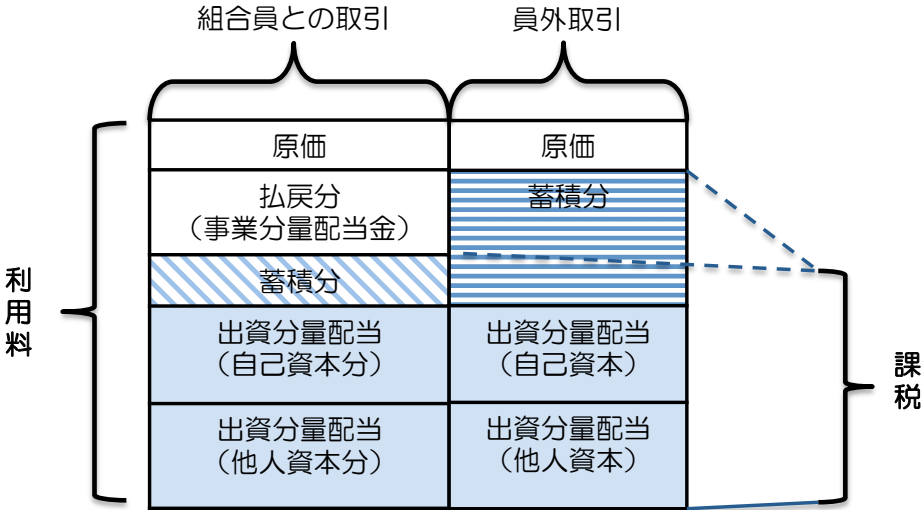 組合員との取引
員外取引
原価
払戻分
（事業分量配当金）
蓄積分
出資分量配当
（自己資本分）
出資分量配当
（他人資本分）
原価
蓄積分
出資分量配当
（自己資本）
出資分量配当
（他人資本）
利用料
課税